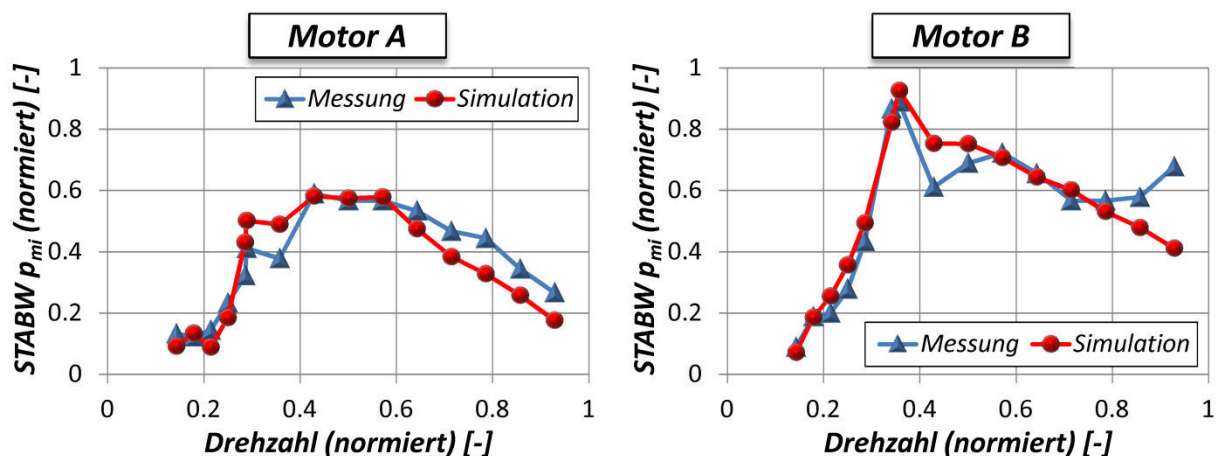 Motor A
STABW p_mi (normiert) [-]
1
0.8
0.6
0.4
0.2
0
Messung Simulation
0 0.2 0.4 0.6 0.8 1
Drehzahl (normiert) [-]
Motor B
STABW p_mi (normiert) [-]
1
0.8
0.6
0.4
0.2
0
Messung Simulation
0 0.2 0.4 0.6 0.8 1
Drehzahl (normiert) [-]